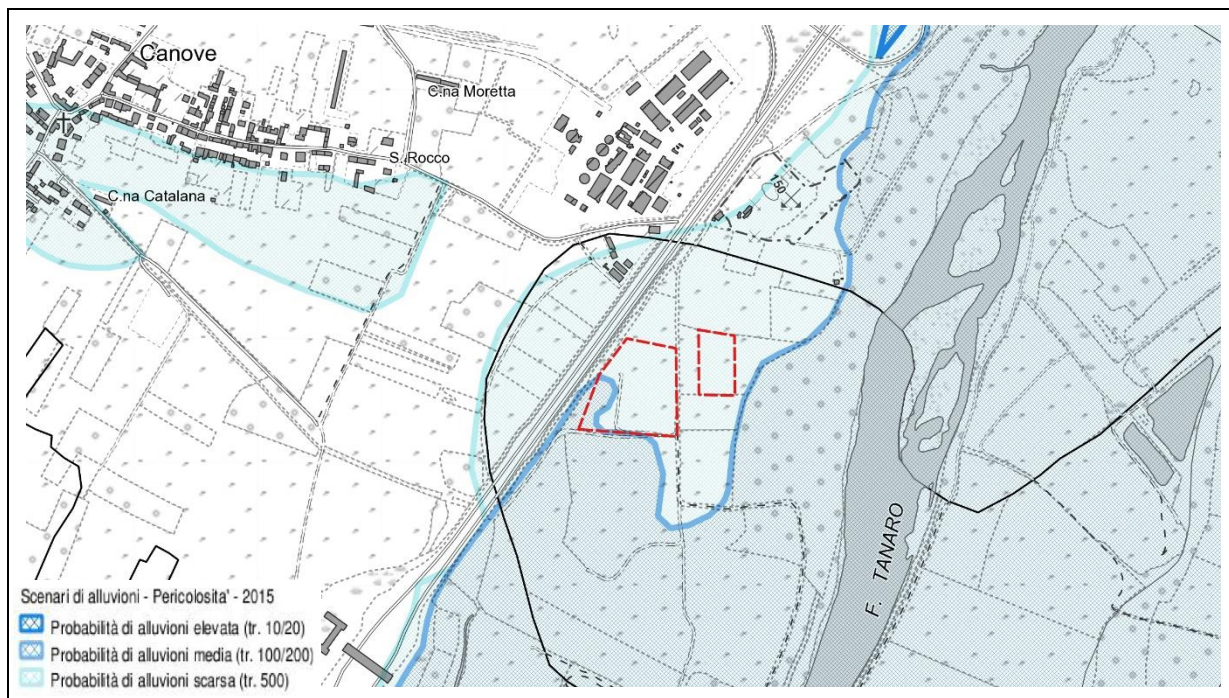 Canove
C.na Moretta
S. Rocco
C.na Catalana
150
F. TANARO
Scenari di alluvioni - Pericolosita' - 2015
Probabilità di alluvioni elevata (tr. 10/20)
Probabilità di alluvioni media (tr. 100/200)
Probabilità di alluvioni scarsa (tr. 500)